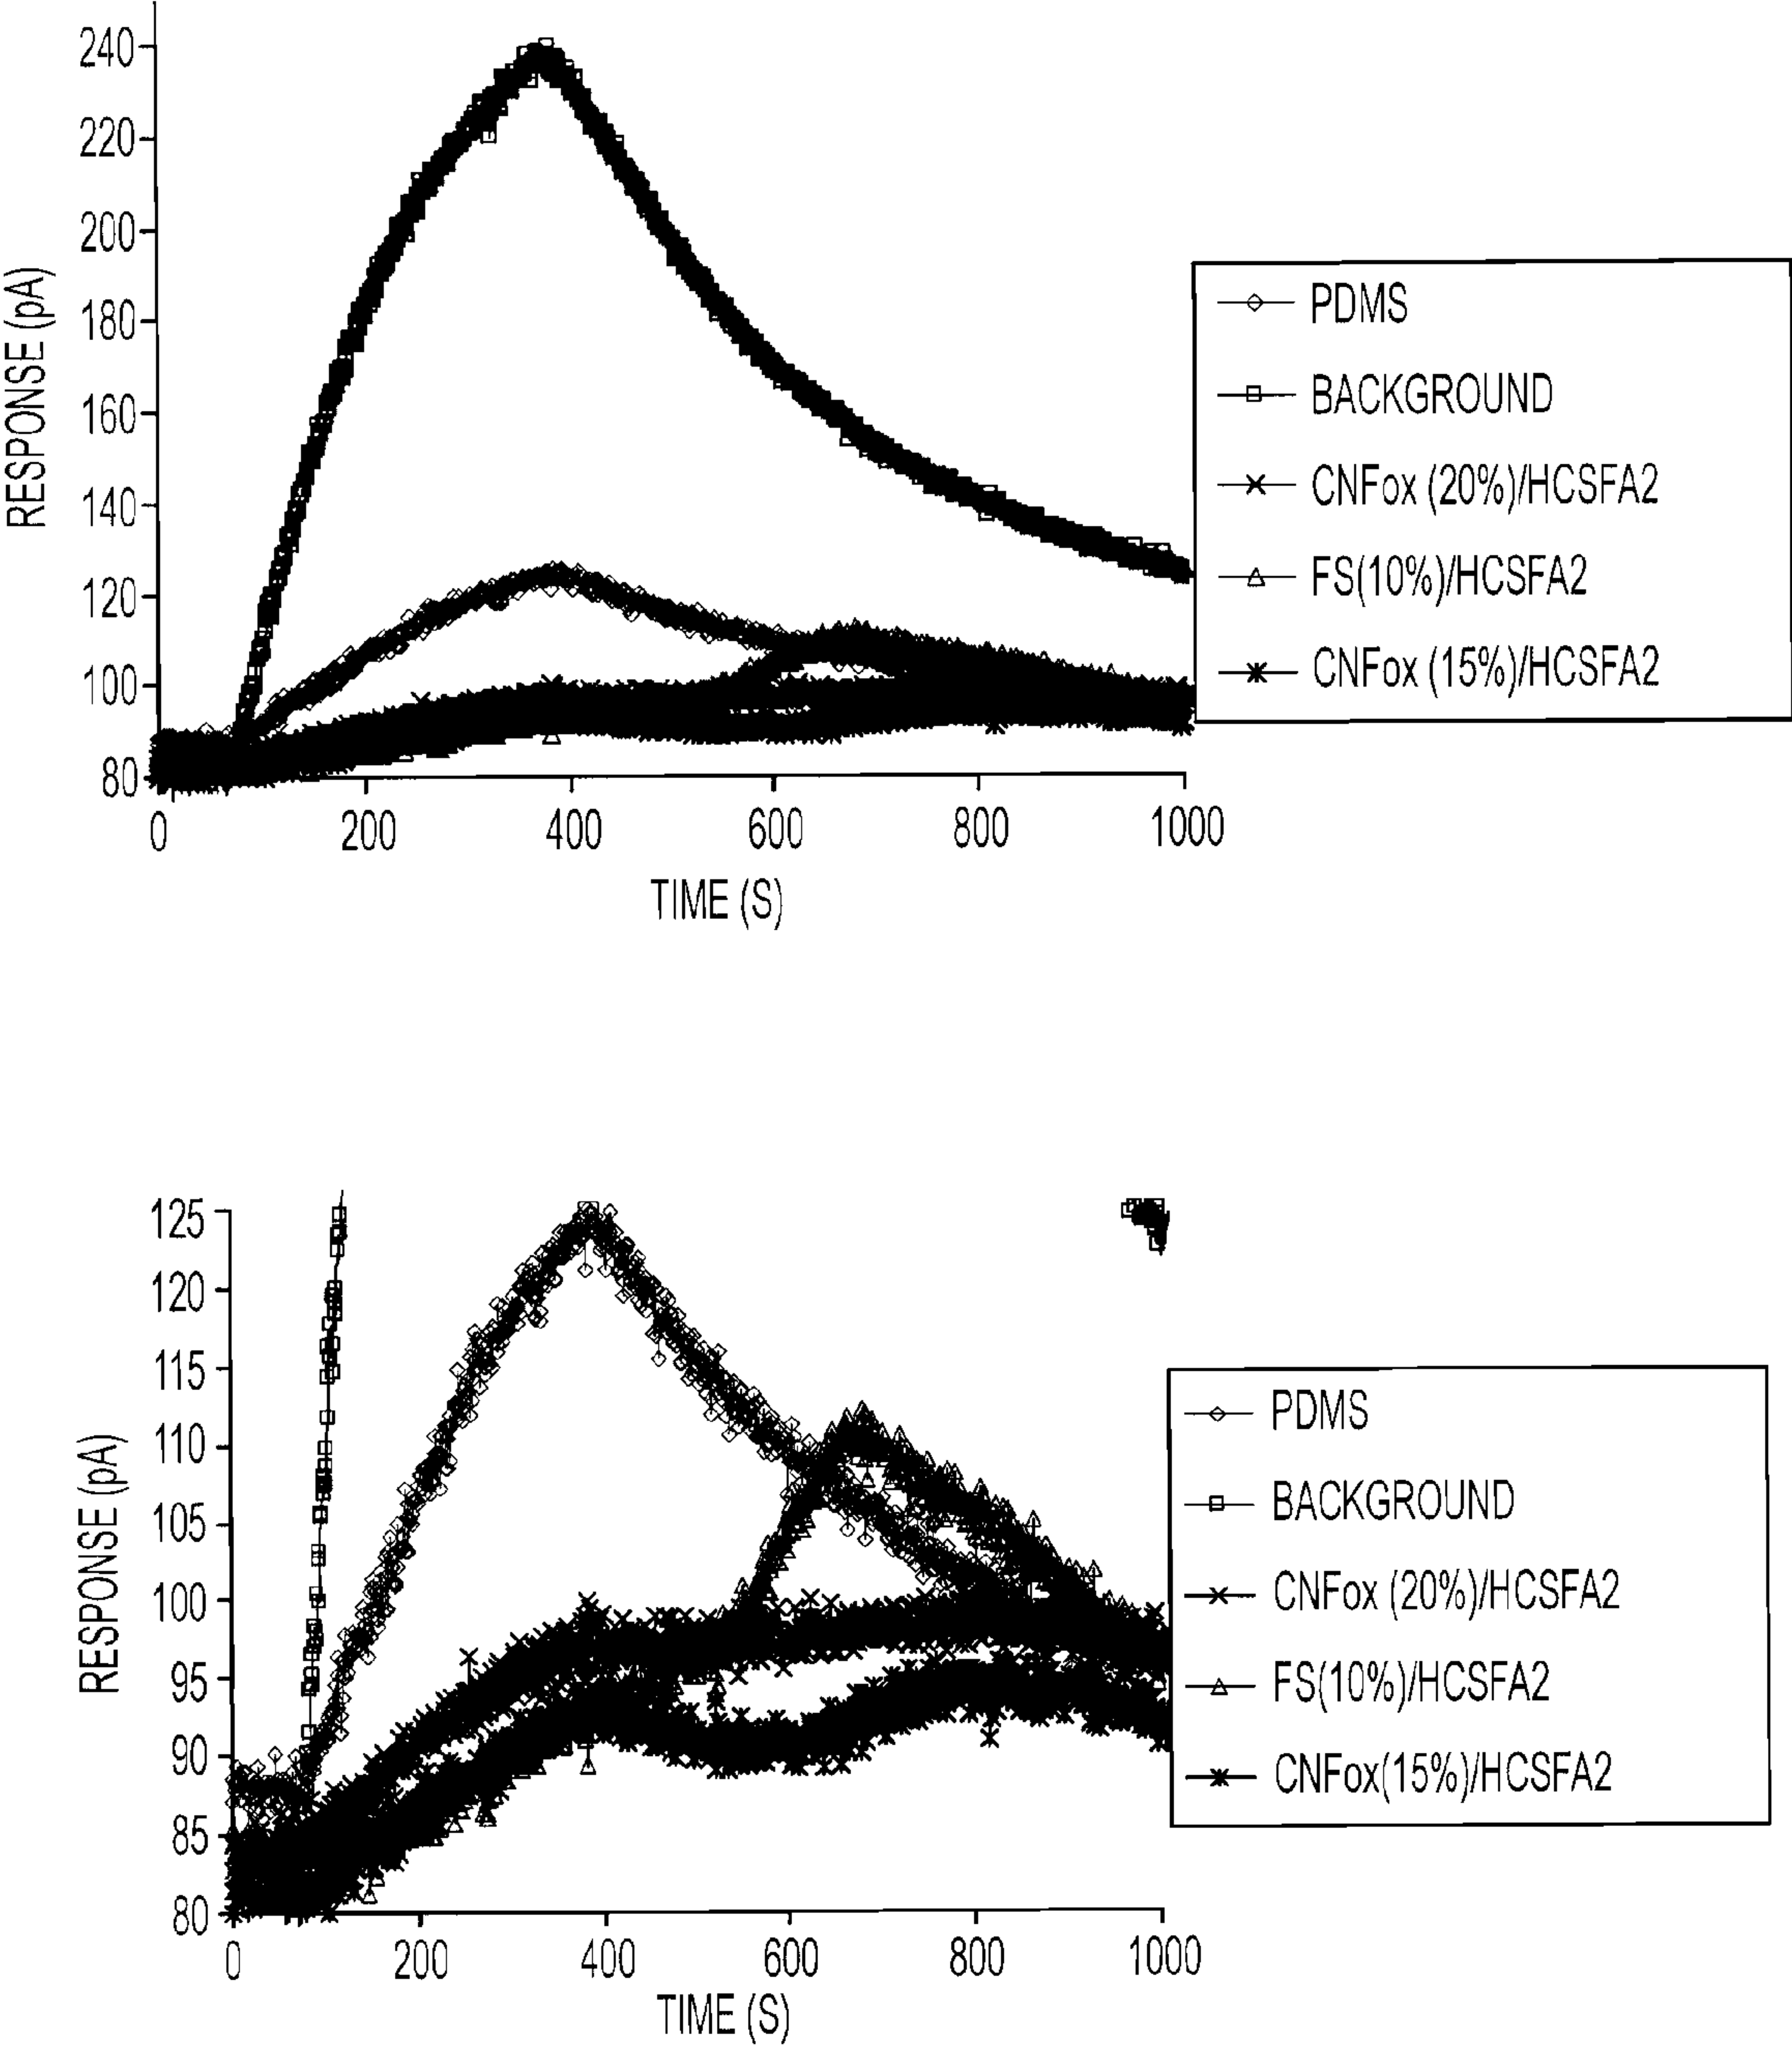 240
220
200
180
160
140
120
100
80
RESPONSE (pA)
0 200 400 600 800 1000
TIME (S)
PDMS
BACKGROUND
CNFox (20%)/HCSFA2
FS(10%)/HCSFA2
CNFox (15%)/HCSFA2
125
120
115
110
105
100
95
90
85
80
RESPONSE (pA)
0 200 400 600 800 1000
TIME (S)
PDMS
BACKGROUND
CNFox (20%)/HCSFA2
FS(10%)/HCSFA2
CNFox(15%)/HCSFA2